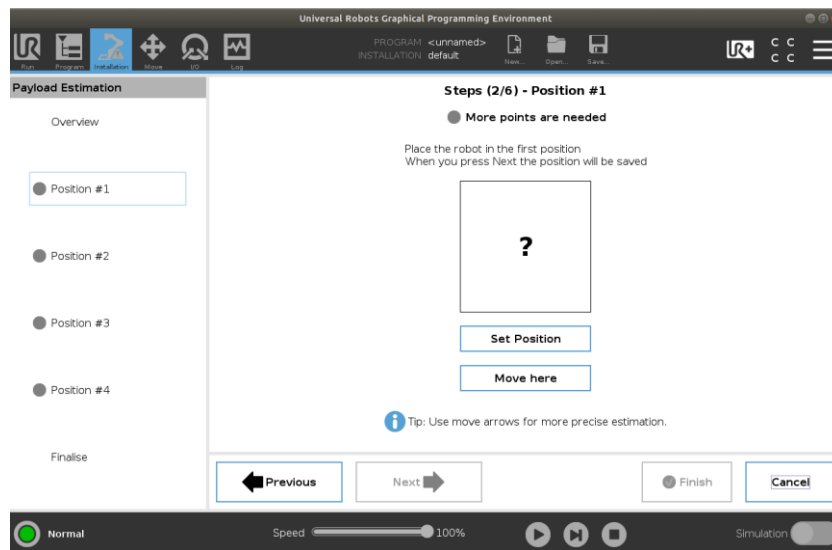 Universal Robots Graphical Programming Environment
UR
Run
Program
Installation
Move
I/O
Log
PROGRAM <unnamed>
INSTALLATION default
New...
Open...
Save...
UR+
C C
C C
Payload Estimation
Overview
Position #1
Position #2
Position #3
Position #4
Finalise
Steps (2/6) - Position #1
More points are needed
Place the robot in the first position
When you press Next the position will be saved
?
Set Position
Move here
i
Tip: Use move arrows for more precise estimation.
Previous
Next
Finish
Cancel
Normal
Speed
100%
Simulation